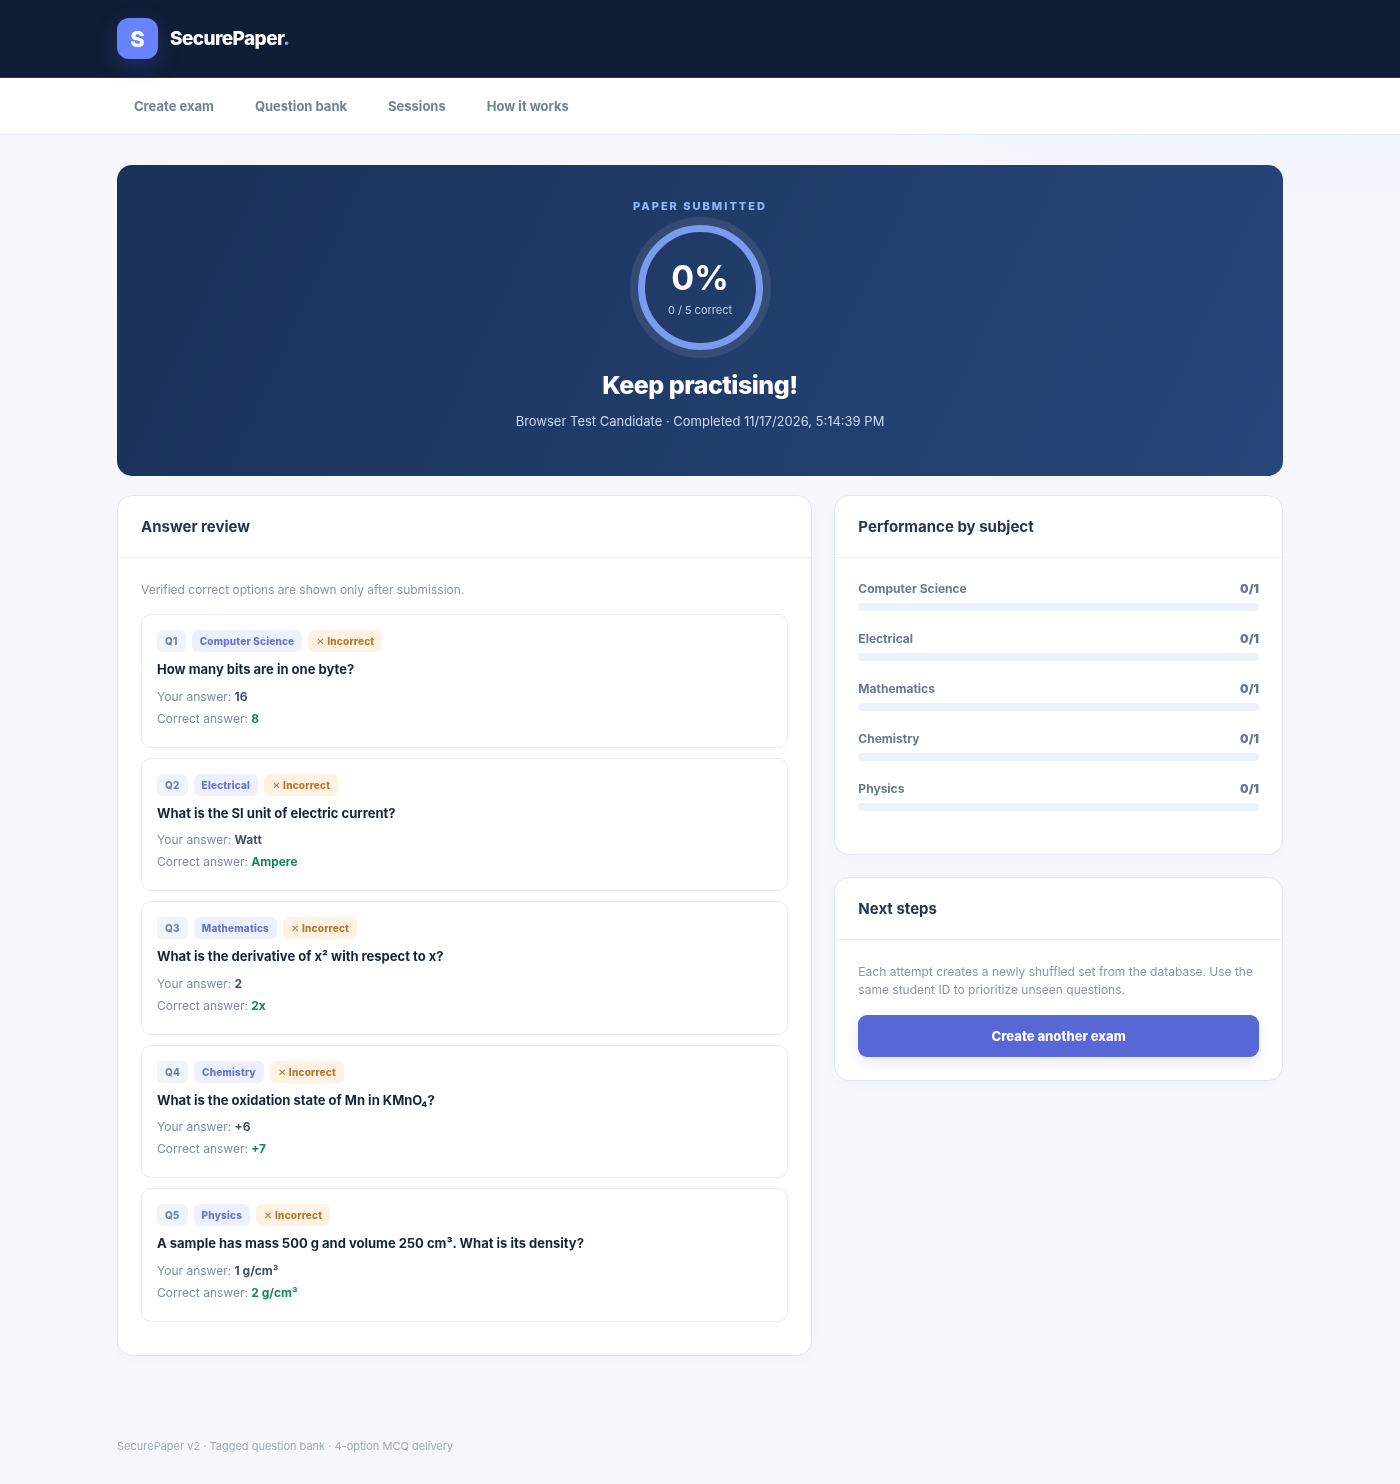 S
SecurePaper.
Create exam
Question bank
Sessions
How it works
PAPER SUBMITTED
0%
0 / 5 correct
Keep practising!
Browser Test Candidate · Completed 11/17/2026, 5:14:39 PM
Answer review
Verified correct options are shown only after submission.
Q1 Computer Science × Incorrect
How many bits are in one byte?
Your answer: 16
Correct answer: 8
Q2 Electrical × Incorrect
What is the SI unit of electric current?
Your answer: Watt
Correct answer: Ampere
Q3 Mathematics × Incorrect
What is the derivative of x² with respect to x?
Your answer: 2
Correct answer: 2x
Q4 Chemistry × Incorrect
What is the oxidation state of Mn in KMnO₄?
Your answer: +6
Correct answer: +7
Q5 Physics × Incorrect
A sample has mass 500 g and volume 250 cm³. What is its density?
Your answer: 1 g/cm³
Correct answer: 2 g/cm³
Performance by subject
Computer Science 0/1
Electrical 0/1
Mathematics 0/1
Chemistry 0/1
Physics 0/1
Next steps
Each attempt creates a newly shuffled set from the database. Use the
same student ID to prioritize unseen questions.
Create another exam
SecurePaper v2 · Tagged question bank · 4-option MCQ delivery